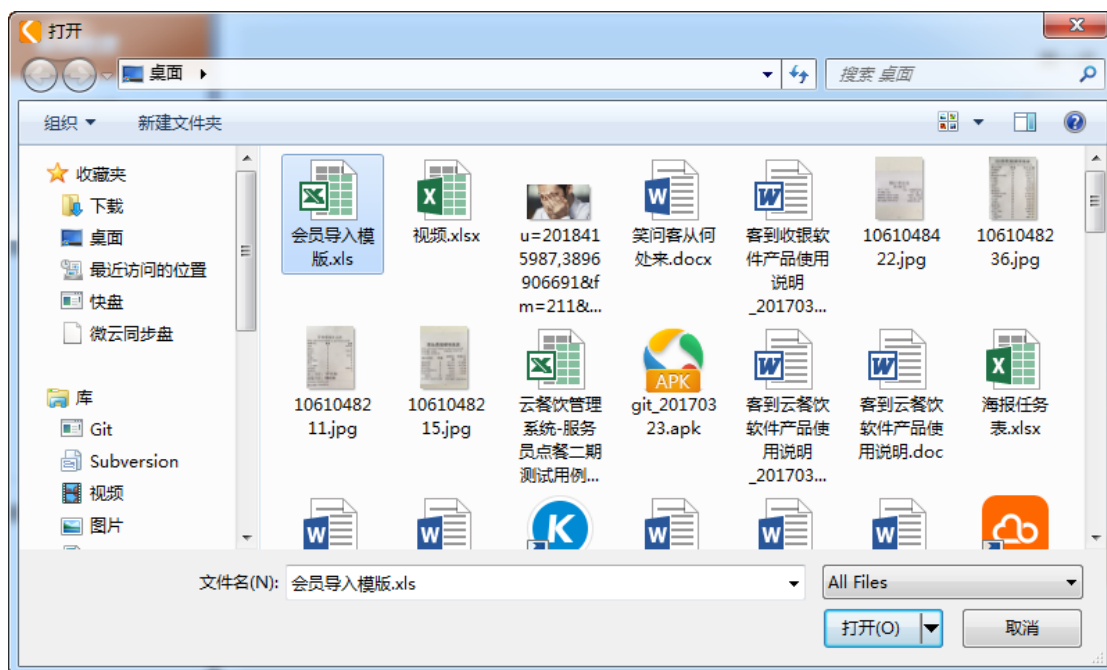 打开
桌面
搜索 桌面
组织
新建文件夹
收藏夹
下载
桌面
最近访问的位置
快盘
微云同步盘
库
Git
Subversion
视频
图片
会员导入模
版.xls
视频.xlsx
u=201841
5987,3896
906691&f
m=211&...
笑问客从何
处来.docx
客到收银软
件产品使用
说明
_201703...
10610484
22.jpg
10610482
36.jpg
10610482
11.jpg
10610482
15.jpg
云餐饮管理
系统-服务
员点餐二期
测试用例...
APK
git_201703
23.apk
客到云餐饮
软件产品使
用说明
_201703...
客到云餐饮
软件产品使
用说明.doc
海报任务
表.xlsx
文件名(N):
会员导入模版.xls
All Files
打开(O)
取消